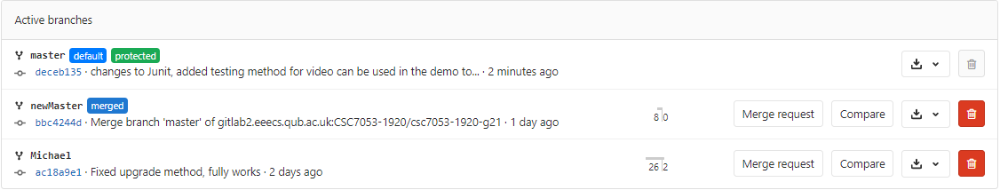 Active branches
master default protected
deceb135 · changes to Junit, added testing method for video can be used in the demo to... · 2 minutes ago
newMaster merged
bbc4244d · Merge branch 'master' of gitlab2.eeecs.qub.ac.uk:CSC7053-1920/csc7053-1920-g21 · 1 day ago
8 0 Merge request Compare
Michael
ac18a9e1 · Fixed upgrade method, fully works · 2 days ago
26 2 Merge request Compare